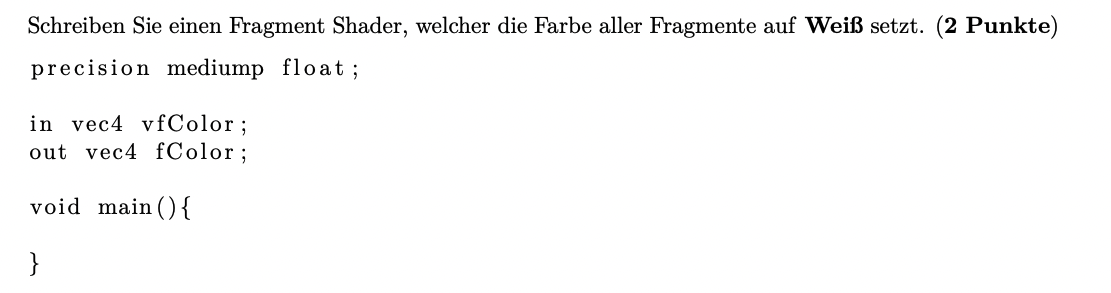 Schreiben Sie einen Fragment Shader, welcher die Farbe aller Fragmente auf Weiß setzt. (2 Punkte)
precision mediump float;
in vec4 vfColor;
out vec4 fColor;
void main(){
}